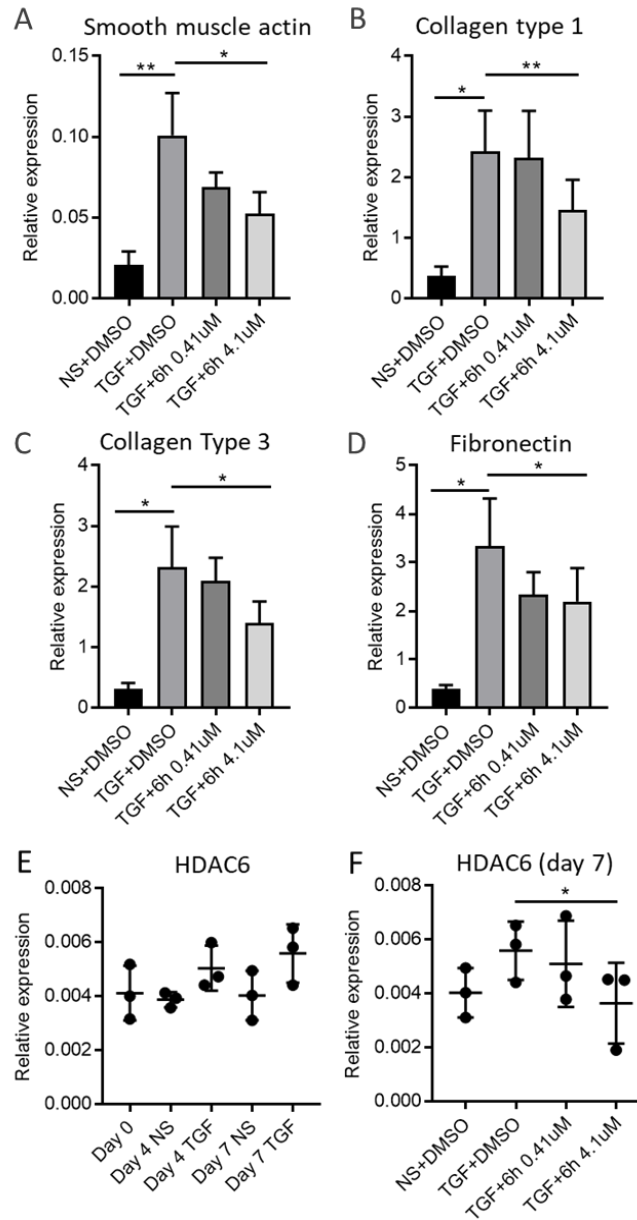 A
Smooth muscle actin
**
*
Relative expression
0.15
0.10
0.05
0.00
NS+DMSO
TGF+DMSO
TGF+6h 0.41uM
TGF+6h 4.1uM
B
Collagen type 1
*
**
Relative expression
4
3
2
1
0
NS+DMSO
TGF+DMSO
TGF+6h 0.41uM
TGF+6h 4.1uM
C
Collagen Type 3
*
*
Relative expression
4
3
2
1
0
NS+DMSO
TGF+DMSO
TGF+6h 0.41uM
TGF+6h 4.1uM
D
Fibronectin
*
*
Relative expression
5
4
3
2
1
0
NS+DMSO
TGF+DMSO
TGF+6h 0.41uM
TGF+6h 4.1uM
E
HDAC6
Relative expression
0.008
0.006
0.004
0.002
0.000
Day 0
Day 4 NS
Day 4 TGF
Day 7 NS
Day 7 TGF
F
HDAC6 (day 7)
*
Relative expression
0.008
0.006
0.004
0.002
0.000
NS+DMSO
TGF+DMSO
TGF+6h 0.41uM
TGF+6h 4.1uM